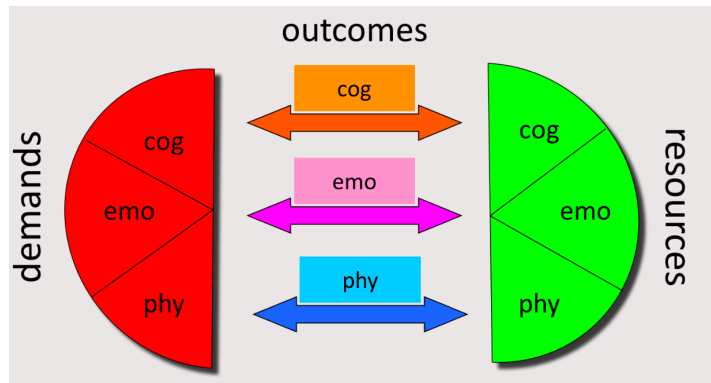 outcomes
demands
cog
emo
phy
cog
emo
phy
cog
emo
phy
resources